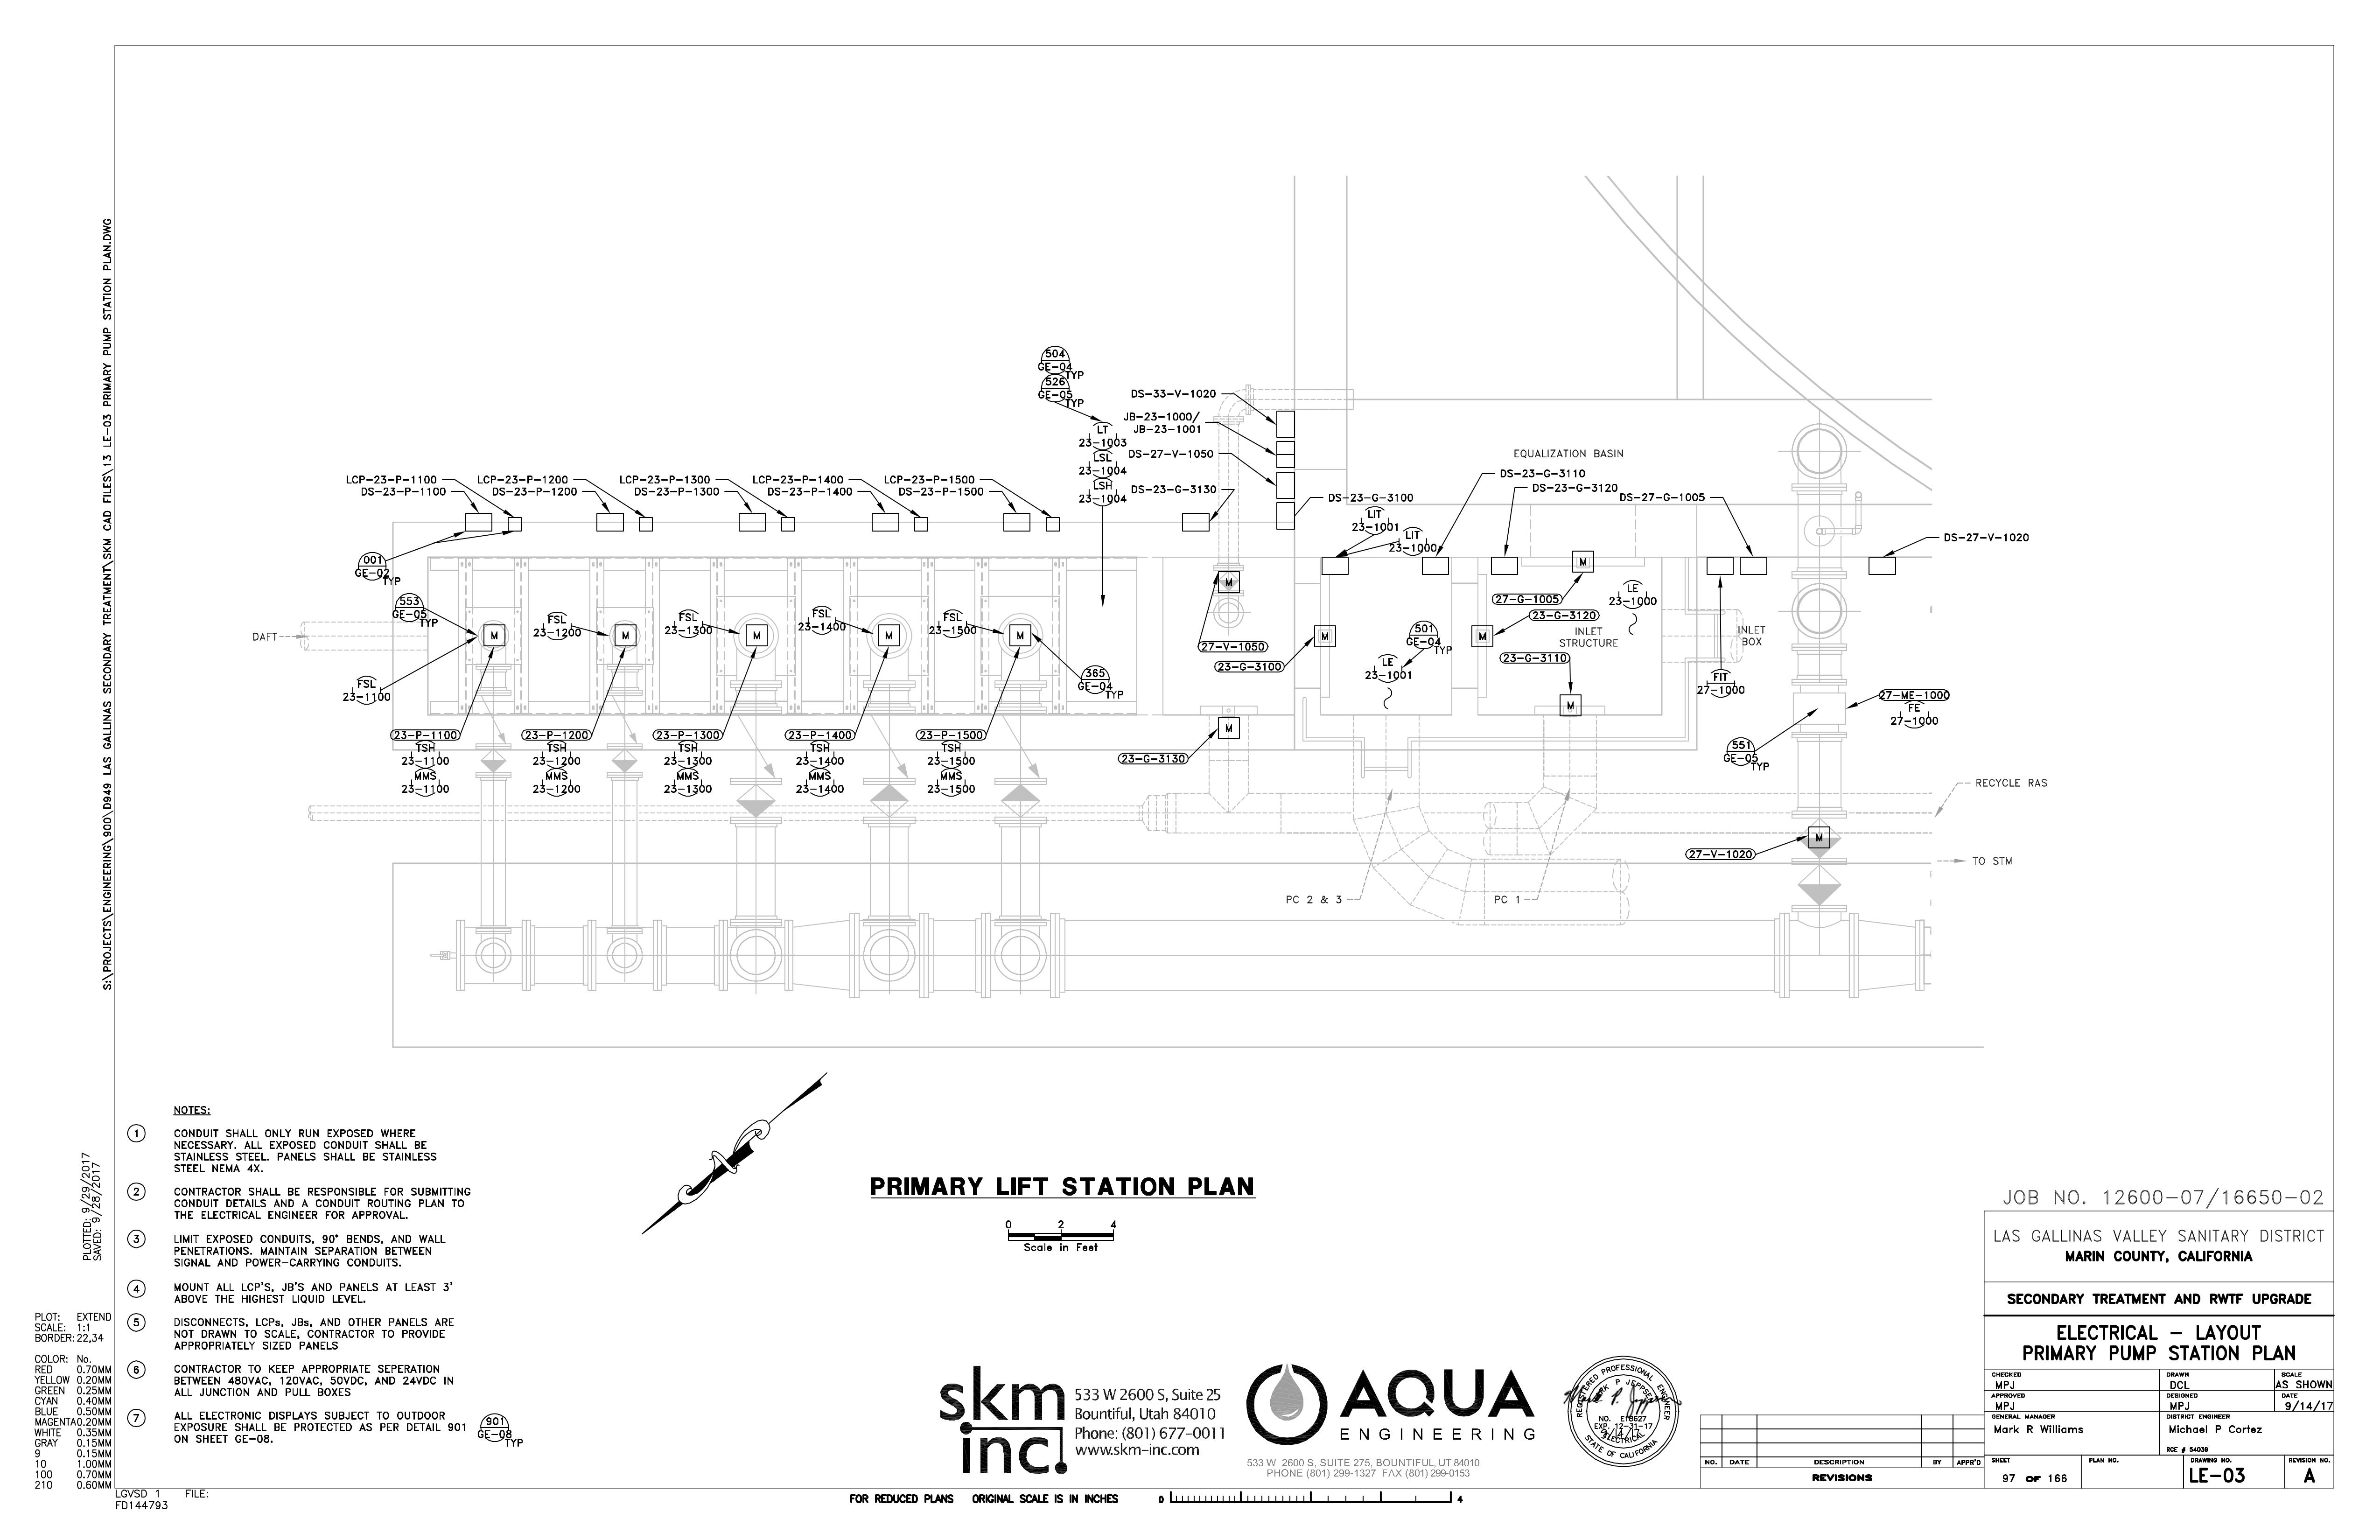 S:\PROJECTS\ENGINEERING\900\D949 LAS GALLINAS SECONDARY TREATMENT\SKM CAD FILES\13 LE-03 PRIMARY PUMP STATION PLAN.DWG
PLOTTED: 9/29/2017
SAVED: 9/28/2017
504
GE-04
TYP
526
GE-05
TYP
LT
23-1003
LSL
23-1004
LSH
23-1004
DS-33-V-1020
JB-23-1000/
JB-23-1001
DS-27-V-1050
DS-23-G-3130
DS-23-G-3100
EQUALIZATION BASIN
DS-23-G-3110
DS-23-G-3120
DS-27-G-1005
DS-27-V-1020
LCP-23-P-1100
DS-23-P-1100
LCP-23-P-1200
DS-23-P-1200
LCP-23-P-1300
DS-23-P-1300
LCP-23-P-1400
DS-23-P-1400
LCP-23-P-1500
DS-23-P-1500
LIT
23-1001
LIT
23-1000
001
GE-02
TYP
553
GE-05
TYP
FSL
23-1200
FSL
23-1300
FSL
23-1400
FSL
23-1500
M
M
M
M
M
M
M
M
M
M
M
M
DAFT
FSL
23-1100
365
GE-04
TYP
27-V-1050
23-G-3100
501
GE-04
TYP
LE
23-1001
27-G-1005
23-G-3120
INLET
STRUCTURE
23-G-3110
LE
23-1000
INLET
BOX
FIT
27-1000
27-ME-1000
FE
27-1000
551
GE-05
TYP
23-P-1100
TSH
23-1100
MMS
23-1100
23-P-1200
TSH
23-1200
MMS
23-1200
23-P-1300
TSH
23-1300
MMS
23-1300
23-P-1400
TSH
23-1400
MMS
23-1400
23-P-1500
TSH
23-1500
MMS
23-1500
23-G-3130
RECYCLE RAS
27-V-1020
TO STM
PC 2 & 3
PC 1
NOTES:
1 CONDUIT SHALL ONLY RUN EXPOSED WHERE
NECESSARY. ALL EXPOSED CONDUIT SHALL BE
STAINLESS STEEL. PANELS SHALL BE STAINLESS
STEEL NEMA 4X.
2 CONTRACTOR SHALL BE RESPONSIBLE FOR SUBMITTING
CONDUIT DETAILS AND A CONDUIT ROUTING PLAN TO
THE ELECTRICAL ENGINEER FOR APPROVAL.
3 LIMIT EXPOSED CONDUITS, 90° BENDS, AND WALL
PENETRATIONS. MAINTAIN SEPARATION BETWEEN
SIGNAL AND POWER-CARRYING CONDUITS.
4 MOUNT ALL LCP'S, JB'S AND PANELS AT LEAST 3'
ABOVE THE HIGHEST LIQUID LEVEL.
5 DISCONNECTS, LCPs, JBs, AND OTHER PANELS ARE
NOT DRAWN TO SCALE, CONTRACTOR TO PROVIDE
APPROPRIATELY SIZED PANELS
6 CONTRACTOR TO KEEP APPROPRIATE SEPERATION
BETWEEN 480VAC, 120VAC, 50VDC, AND 24VDC IN
ALL JUNCTION AND PULL BOXES
7 ALL ELECTRONIC DISPLAYS SUBJECT TO OUTDOOR
EXPOSURE SHALL BE PROTECTED AS PER DETAIL 901
ON SHEET GE-08.
901
GE-08
TYP
PLOT: EXTEND
SCALE: 1:1
BORDER: 22,34
COLOR: No.
RED 0.70MM
YELLOW 0.20MM
GREEN 0.25MM
CYAN 0.40MM
BLUE 0.50MM
MAGENTA 0.20MM
WHITE 0.35MM
GRAY 0.15MM
9 0.15MM
10 1.00MM
100 0.70MM
210 0.60MM
LGVSD 1 FILE:
FD144793
PRIMARY LIFT STATION PLAN
0 2 4
Scale in Feet
skm
inc.
533 W 2600 S, Suite 25
Bountiful, Utah 84010
Phone: (801) 677-0011
www.skm-inc.com
AQUA
ENGINEERING
533 W 2600 S, SUITE 275, BOUNTIFUL, UT 84010
PHONE (801) 299-1327 FAX (801) 299-0153
REGISTERED PROFESSIONAL ENGINEER
MARK P JEPPSEN
NO. E18627
EXP. 12-31-17
9/14/17
ELECTRICAL
STATE OF CALIFORNIA
FOR REDUCED PLANS ORIGINAL SCALE IS IN INCHES
0 4
NO. DATE DESCRIPTION BY APPR'D
REVISIONS
JOB NO. 12600-07/16650-02
LAS GALLINAS VALLEY SANITARY DISTRICT
MARIN COUNTY, CALIFORNIA
SECONDARY TREATMENT AND RWTF UPGRADE
ELECTRICAL - LAYOUT
PRIMARY PUMP STATION PLAN
CHECKED
MPJ
DRAWN
DCL
SCALE
AS SHOWN
APPROVED
MPJ
DESIGNED
MPJ
DATE
9/14/17
GENERAL MANAGER
Mark R Williams
DISTRICT ENGINEER
Michael P Cortez
RCE # 54039
SHEET
97 OF 166
PLAN NO.
DRAWING NO.
LE-03
REVISION NO.
A